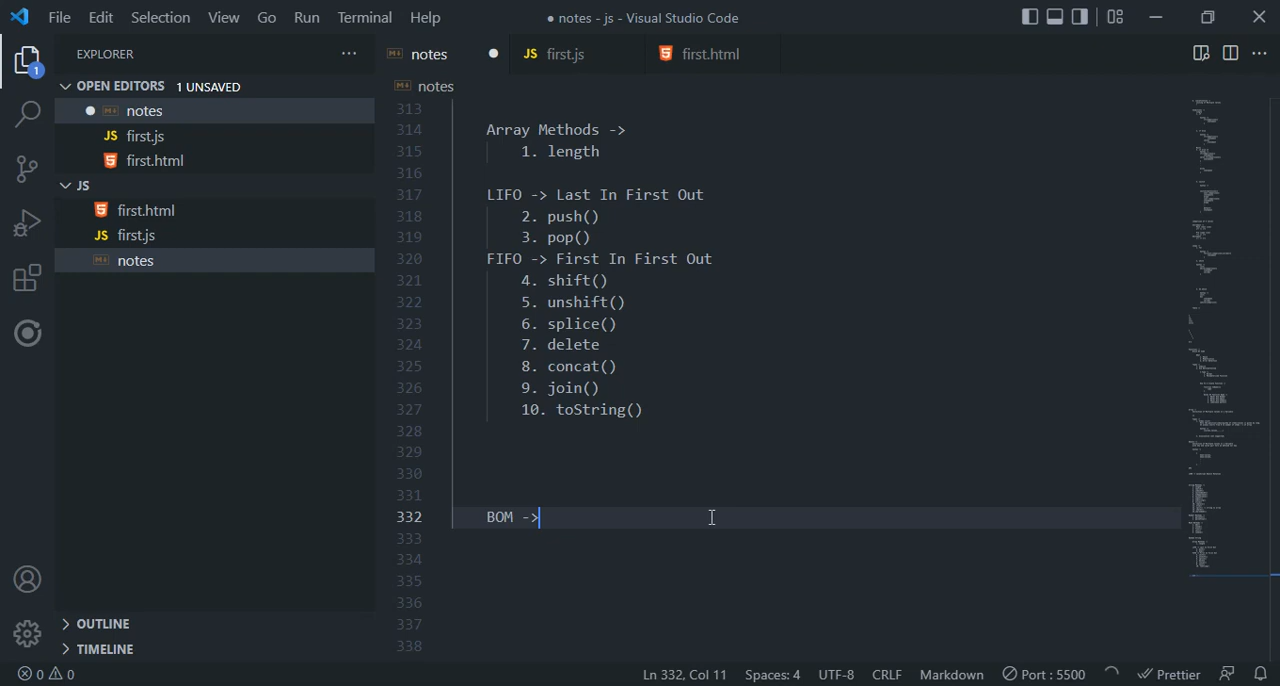 File Edit Selection View Go Run Terminal Help
● notes - js - Visual Studio Code
EXPLORER
OPEN EDITORS 1 UNSAVED
notes
JS first.js
first.html
JS
first.html
JS first.js
notes
OUTLINE
TIMELINE
1
notes
JS first.js
first.html
notes
313
314 Array Methods ->
315 1. length
316
317 LIFO -> Last In First Out
318 2. push()
319 3. pop()
320 FIFO -> First In First Out
321 4. shift()
322 5. unshift()
323 6. splice()
324 7. delete
325 8. concat()
326 9. join()
327 10. toString()
328
329
330
331
332 BOM ->
333
334
335
336
337
338
0 0
Ln 332, Col 11 Spaces: 4 UTF-8 CRLF Markdown Port : 5500 Prettier